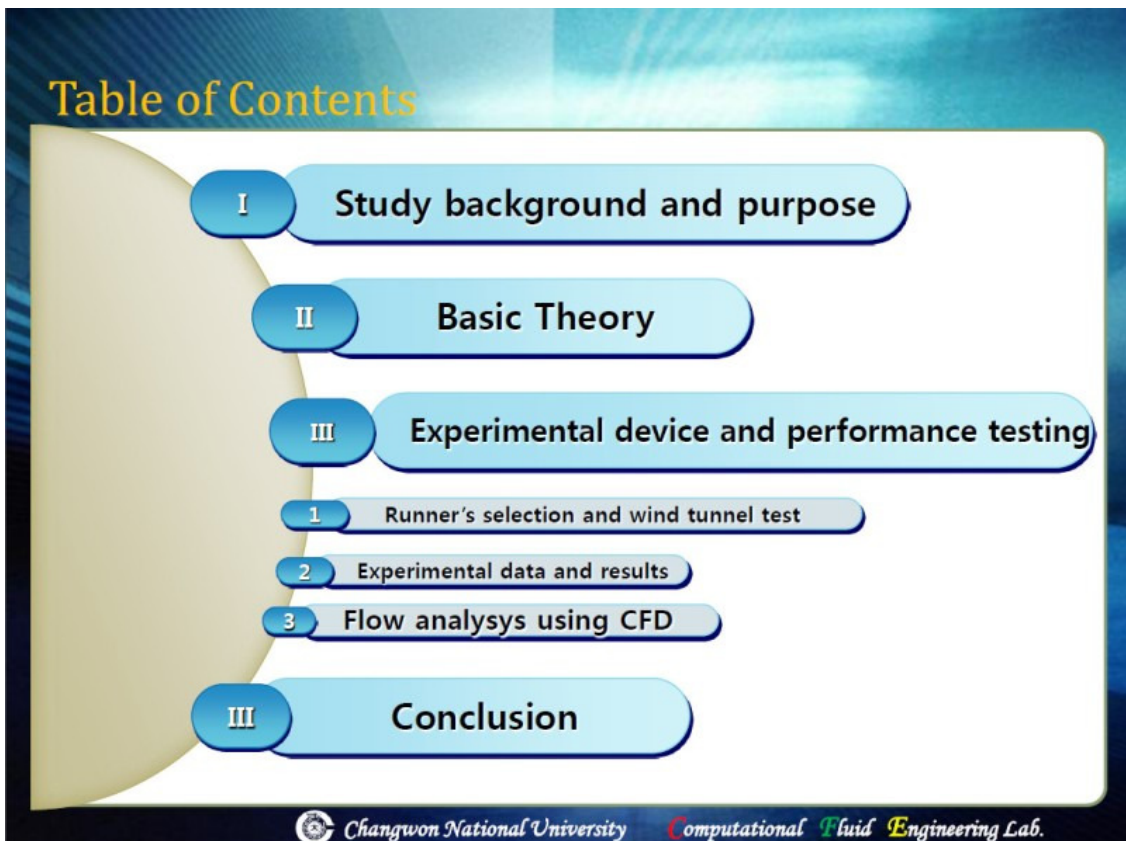 Table of Contents
I Study background and purpose
II Basic Theory
III Experimental device and performance testing
1 Runner's selection and wind tunnel test
2 Experimental data and results
3 Flow analysys using CFD
III Conclusion
Changwon National University Computational Fluid Engineering Lab.